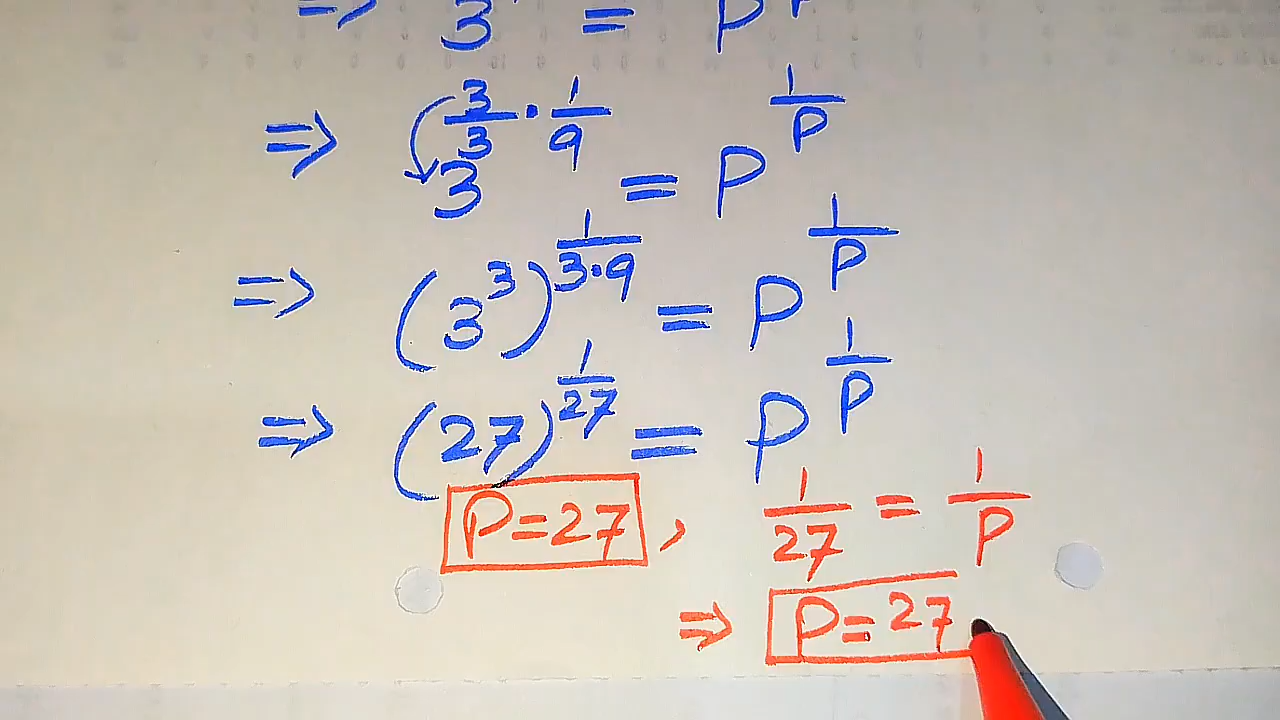 ⇒ 3 = P
⇒ 3^(3/3 · 1/9) = P^(1/P)
⇒ (3^3)^(1/(3·9)) = P^(1/P)
⇒ (27)^(1/27) = P^(1/P)
P=27, 1/27 = 1/P
⇒ P=27